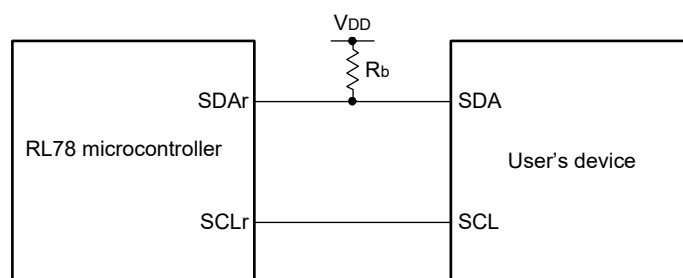 VDD
Rb
SDAr
SDA
RL78 microcontroller
User's device
SCLr
SCL